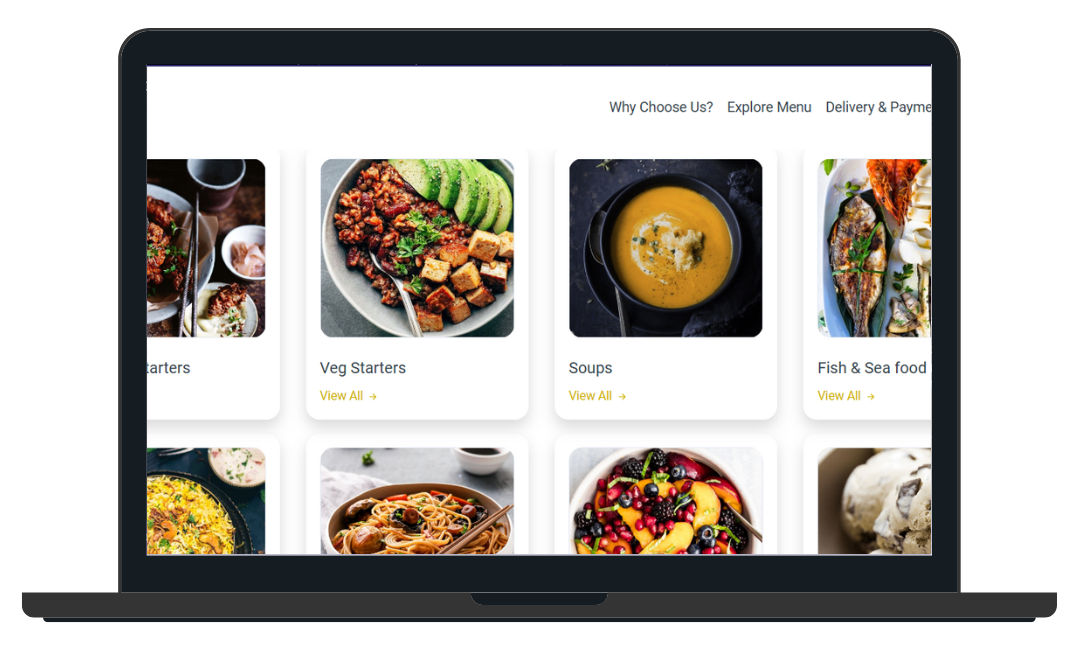 Why Choose Us? Explore Menu Delivery & Payme
tarters
Veg Starters
Soups
Fish & Sea food
View All →
View All →
View All →